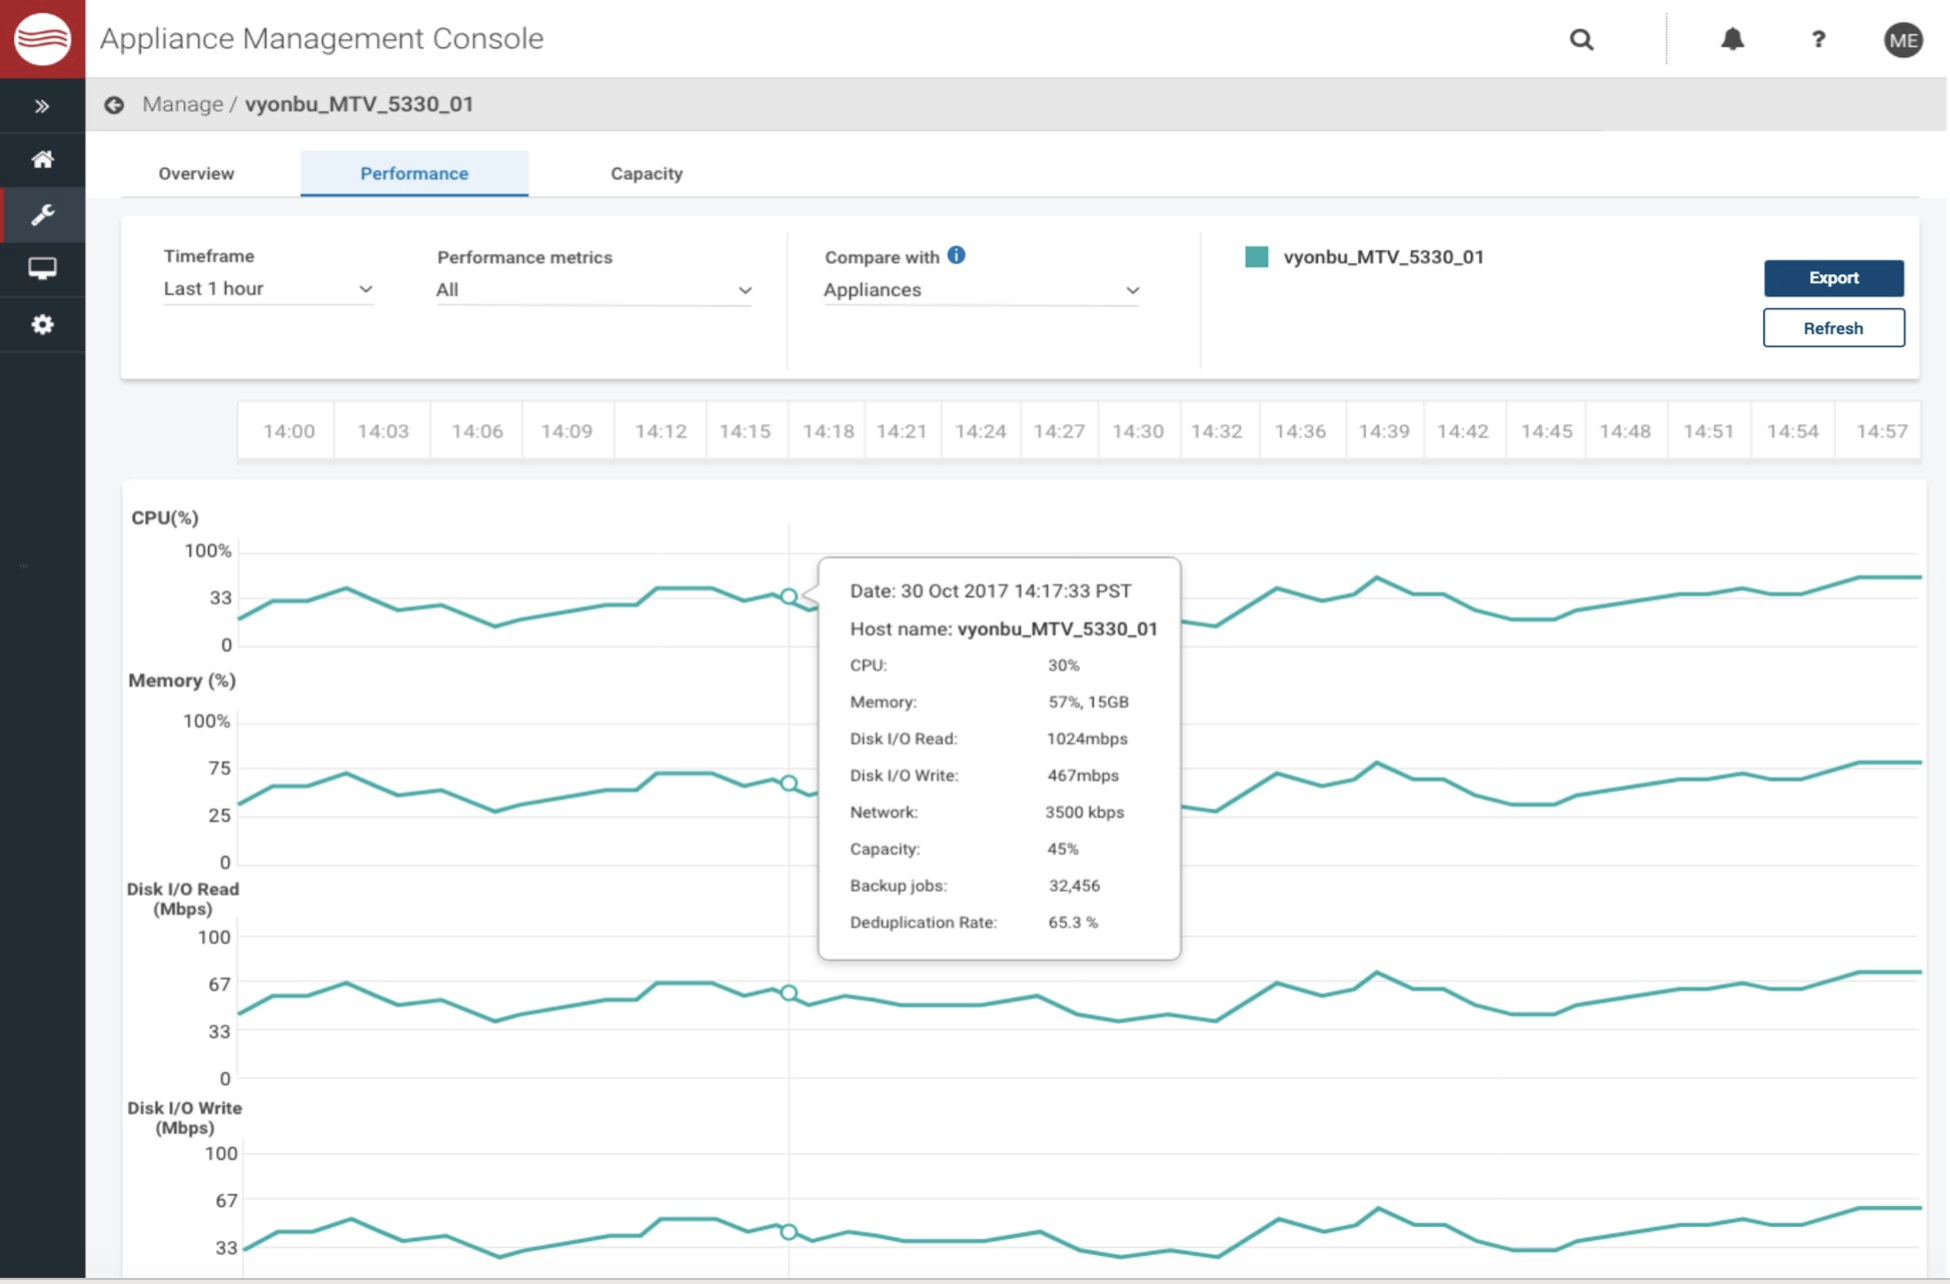 Appliance Management Console
ME
Manage / vyonbu_MTV_5330_01
Overview Performance Capacity
Timeframe
Last 1 hour
Performance metrics
All
Compare with
Appliances
vyonbu_MTV_5330_01
Export
Refresh
14:00 14:03 14:06 14:09 14:12 14:15 14:18 14:21 14:24 14:27 14:30 14:32 14:36 14:39 14:42 14:45 14:48 14:51 14:54 14:57
CPU(%)
100%
33
0
Date: 30 Oct 2017 14:17:33 PST
Host name: vyonbu_MTV_5330_01
CPU: 30%
Memory: 57%, 15GB
Disk I/O Read: 1024mbps
Disk I/O Write: 467mbps
Network: 3500 kbps
Capacity: 45%
Backup jobs: 32,456
Deduplication Rate: 65.3 %
Memory (%)
100%
75
25
0
Disk I/O Read
(Mbps)
100
67
33
0
Disk I/O Write
(Mbps)
100
67
33